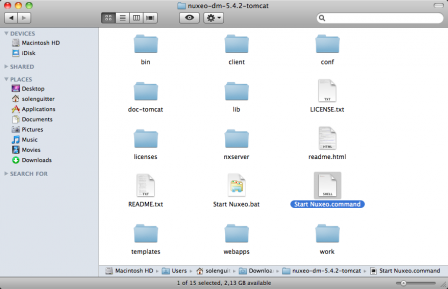 nuxeo-dm-5.4.2-tomcat
DEVICES
Macintosh HD
iDisk
SHARED
PLACES
Desktop
solenguitter
Applications
Documents
Pictures
Music
Movies
Downloads
SEARCH FOR
bin
client
conf
doc-tomcat
lib
TXT
LICENSE.txt
licenses
nxserver
HTML
readme.html
TXT
README.txt
Start Nuxeo.bat
SHELL
Start Nuxeo.command
templates
webapps
work
Macintosh HD
Users
solengui
Downloa
nuxeo-dm-5.4.2-tomcat
Start Nuxeo.command
1 of 15 selected, 2,13 GB available